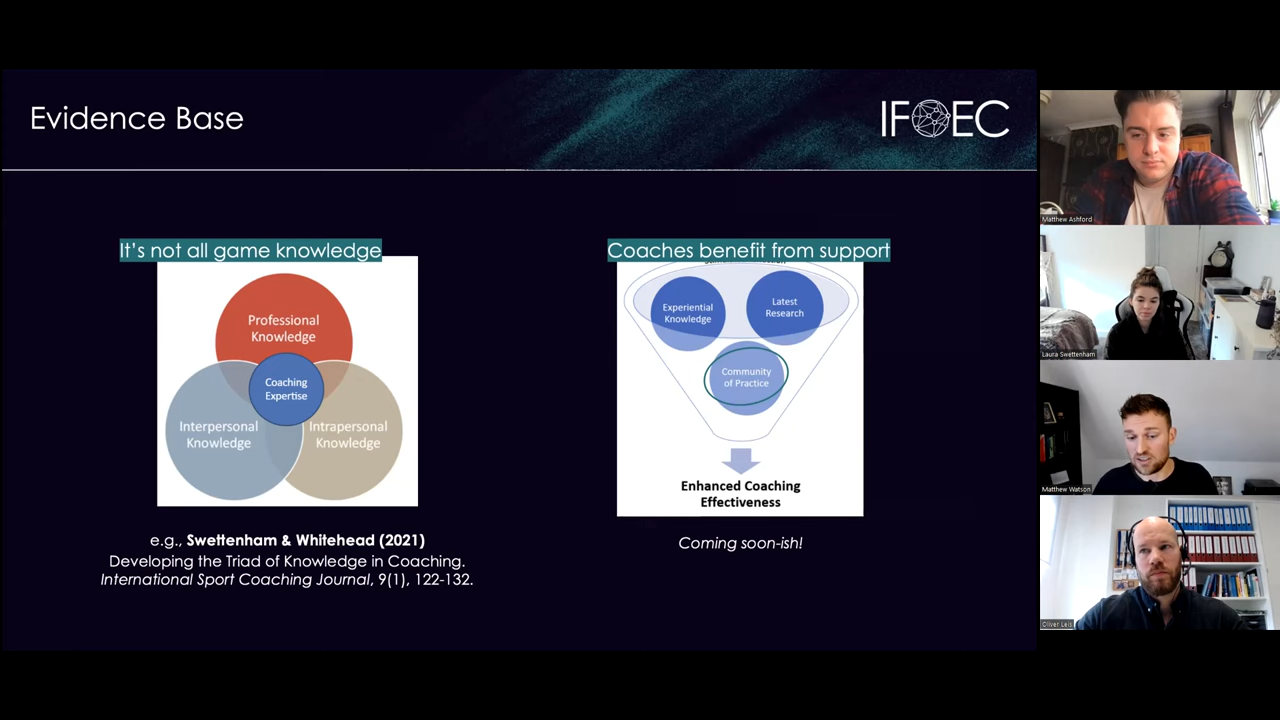 Evidence Base
IFOEC
It's not all game knowledge
Professional
Knowledge
Coaching
Expertise
Interpersonal
Knowledge
Intrapersonal
Knowledge
e.g., Swettenham & Whitehead (2021)
Developing the Triad of Knowledge in Coaching.
International Sport Coaching Journal, 9(1), 122-132.
Coaches benefit from support
Experiential
Knowledge
Latest
Research
Community
of Practice
Enhanced Coaching
Effectiveness
Coming soon-ish!
Matthew Ashford
Laura Swettenham
Matthew Watson
Oliver Leis